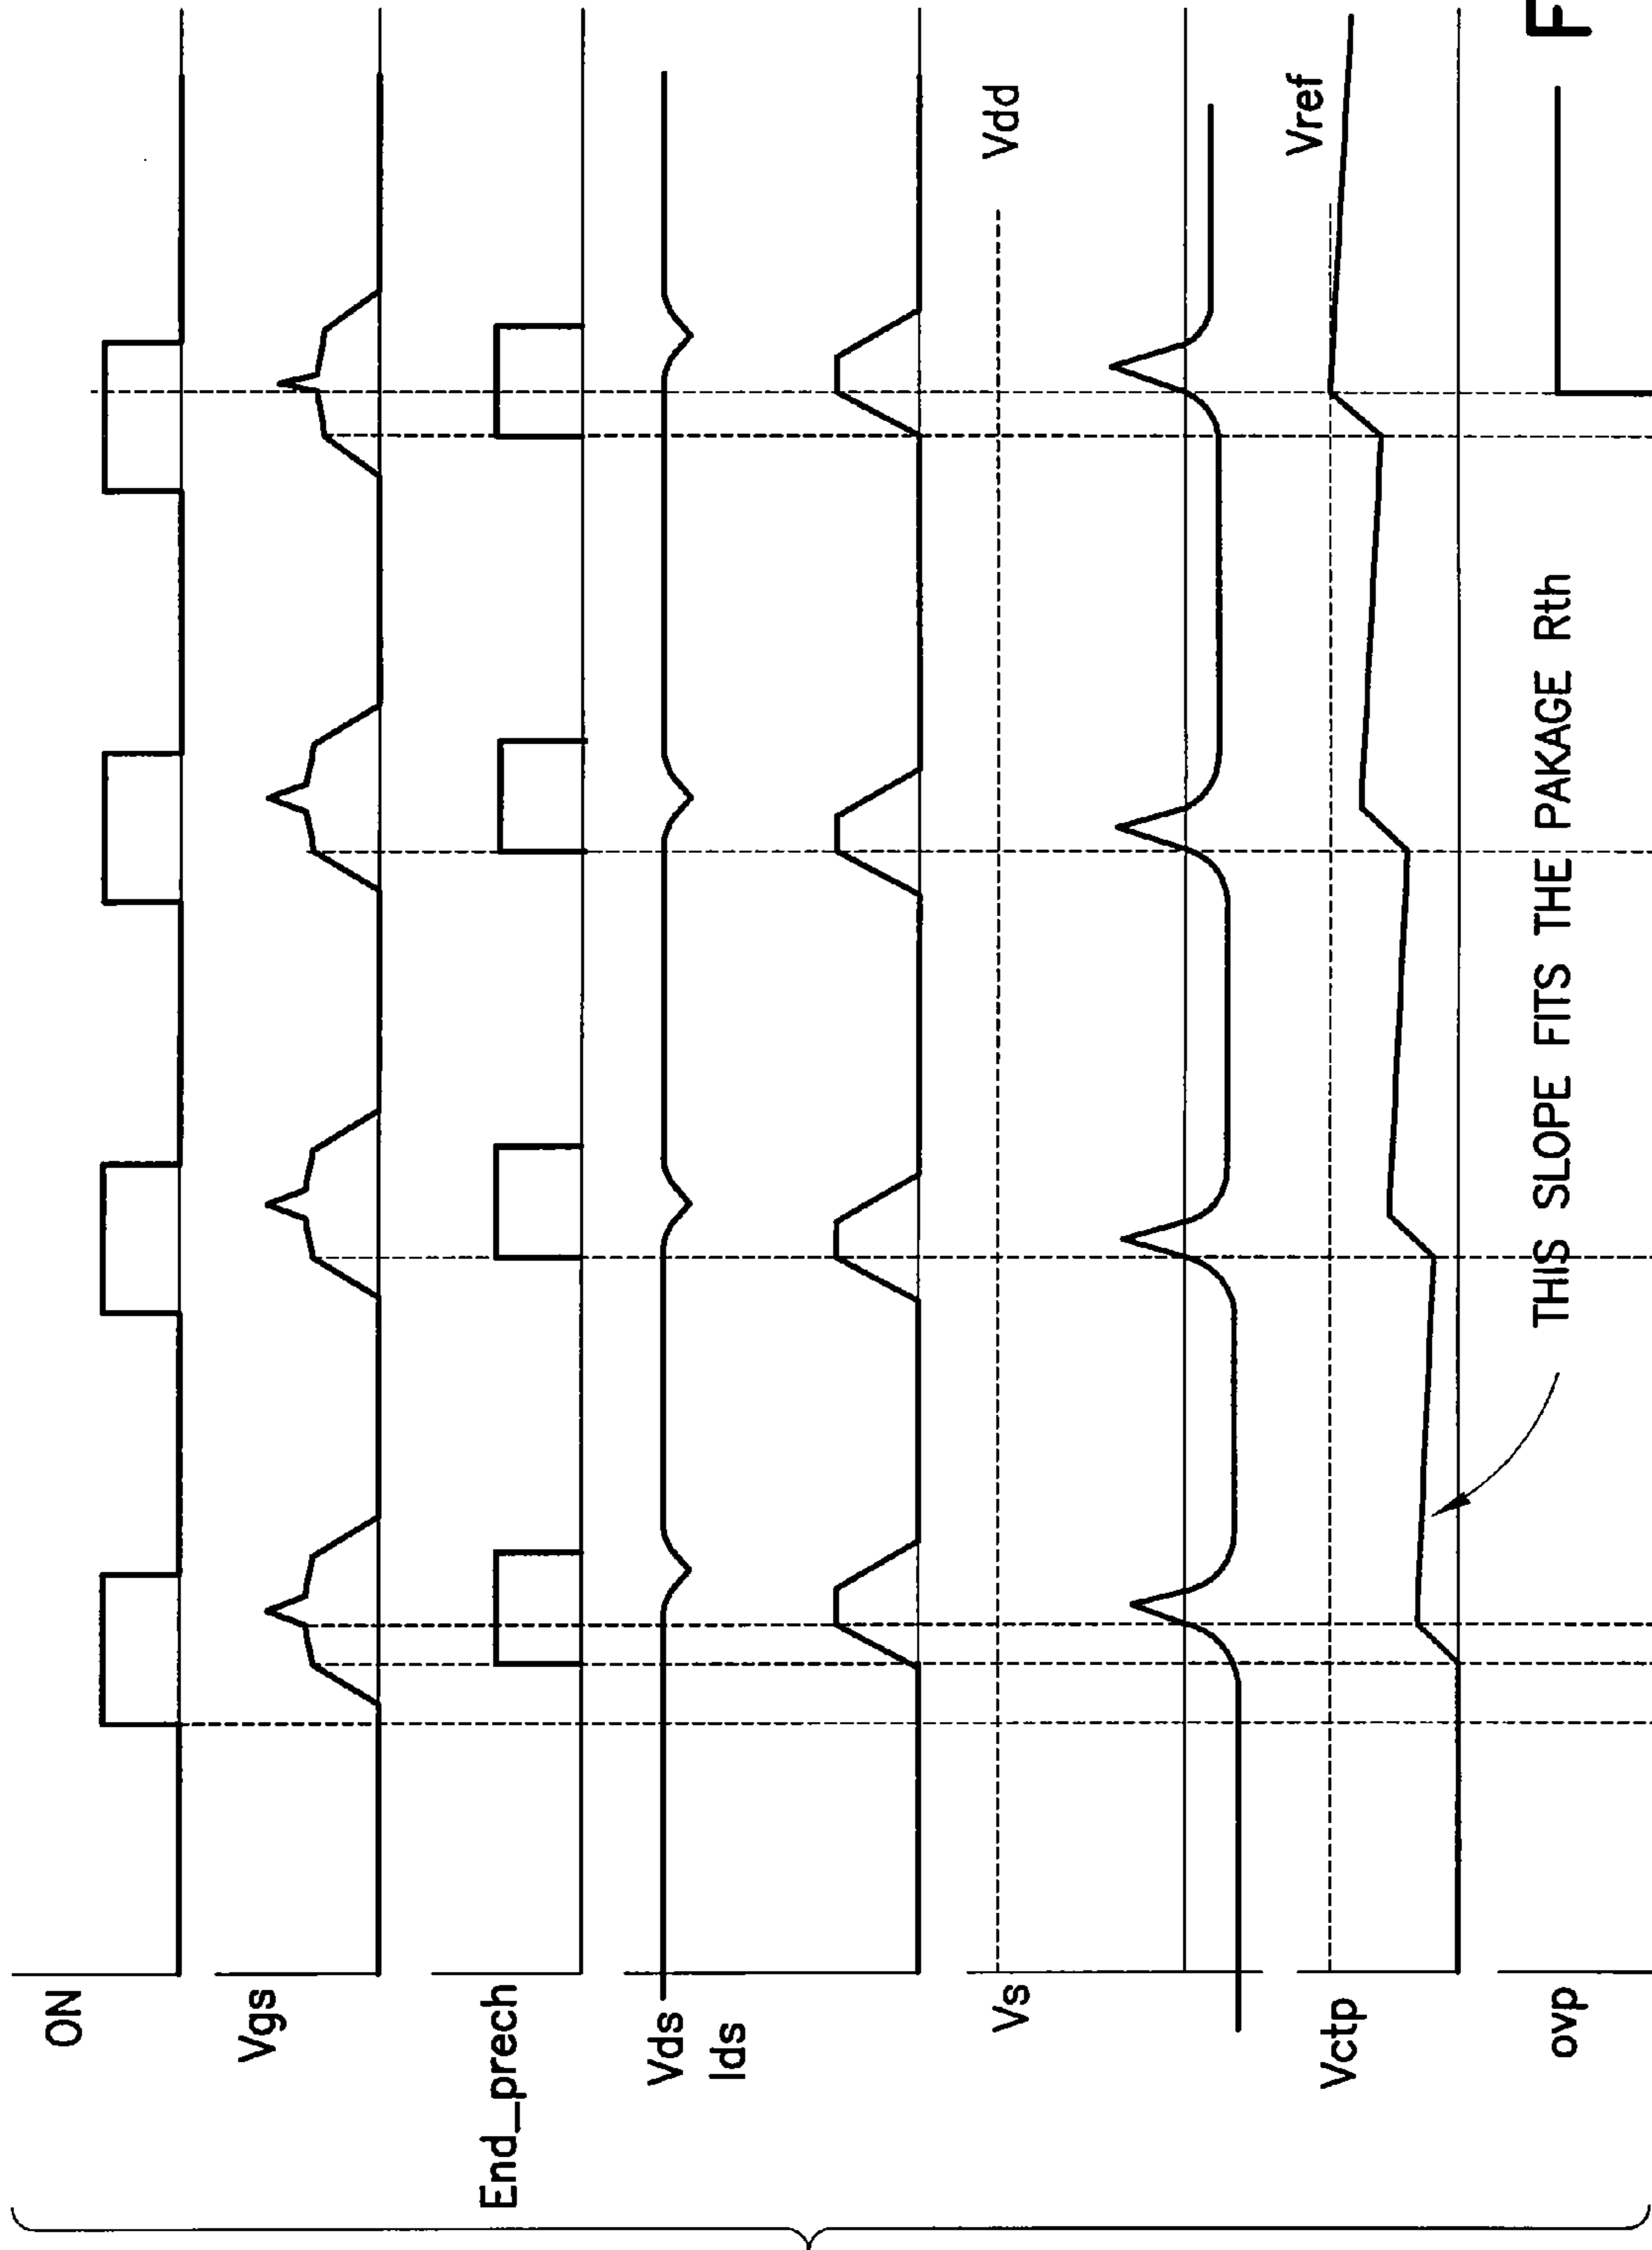 ON
Vgs
End_prech
Vds
Ids
Vs
Vdd
Vctp
Vref
THIS SLOPE FITS THE PAKAGE Rth
ovp
F